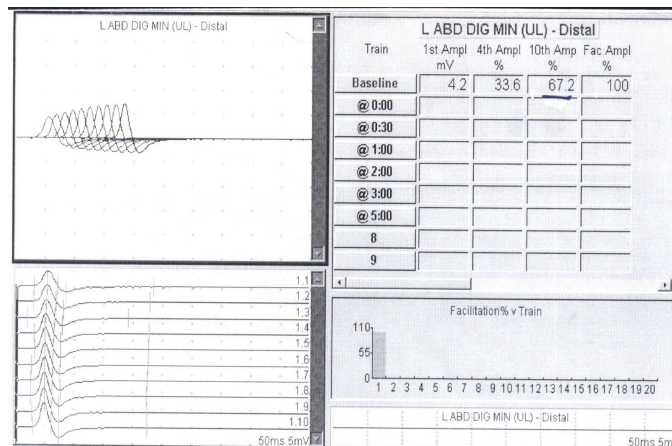 L ABD DIG MIN (UL) - Distal
L ABD DIG MIN (UL) - Distal
Train 1st Ampl 4th Ampl 10th Amp Fac Ampl
mV % % %
Baseline 4.2 33.6 67.2 100
@ 0:00
@ 0:30
@ 1:00
@ 2:00
@ 3:00
@ 5:00
8
9
1.1
1.2
1.3
1.4
1.5
1.6
1.7
1.8
1.9
1.10
50ms 5mV
Facilitation% v Train
110
55
0
1 2 3 4 5 6 7 8 9 10 11 12 13 14 15 16 17 18 19 20
L ABD DIG MIN (UL) - Distal
50ms 5m